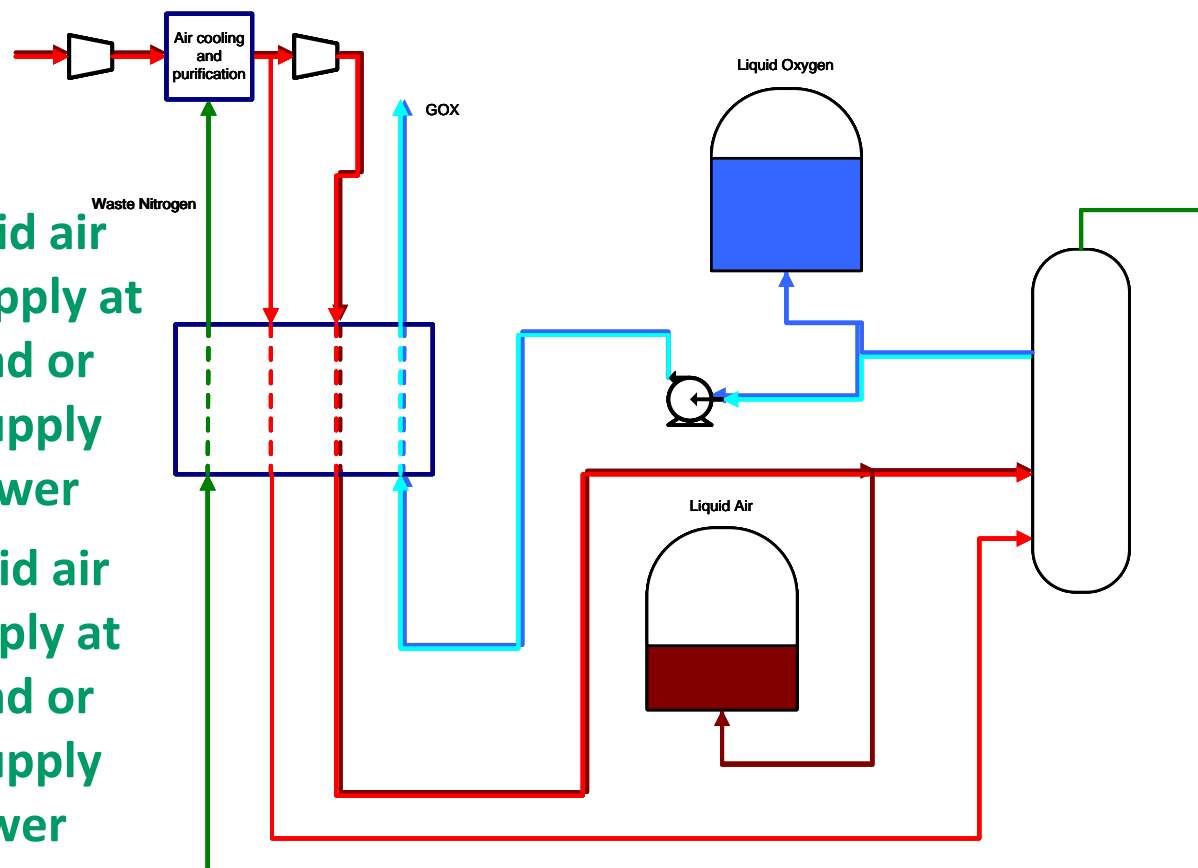 Air cooling
and
purification
Liquid Oxygen
GOX
Waste Nitrogen
id air
pply at
nd or
upply
wer
Liquid Air
id air
ply at
nd or
upply
wer